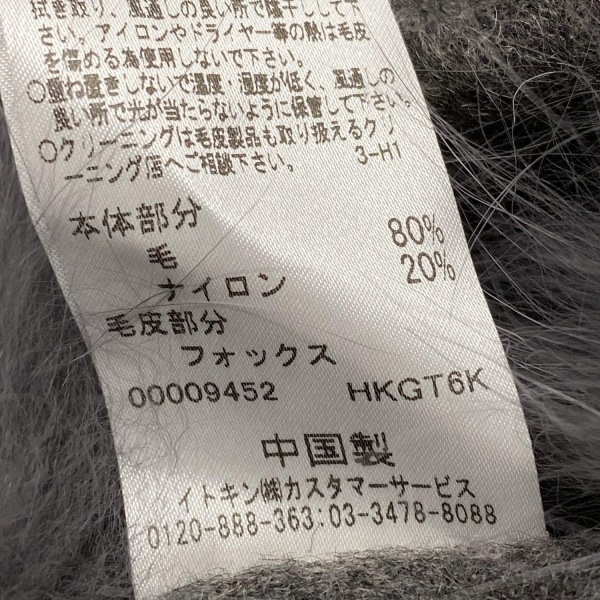 拭き取り、風通しの良い所で陰干しして下
さい。アイロンやドライヤー等の熱は毛皮
を傷める為使用しないで下さい。
○重ね置きしないで温度・湿度が低く、風通しの
良い所で光が当たらないように保管して下さい。
○クリーニングは毛皮製品も取り扱えるクリ
ーニング店へご相談下さい。 3-H1
本体部分
毛 80%
ナイロン 20%
毛皮部分
フォックス
00009452 HKGT6K
中国製
イトキン㈱カスタマーサービス
0120-888-363:03-3478-8088